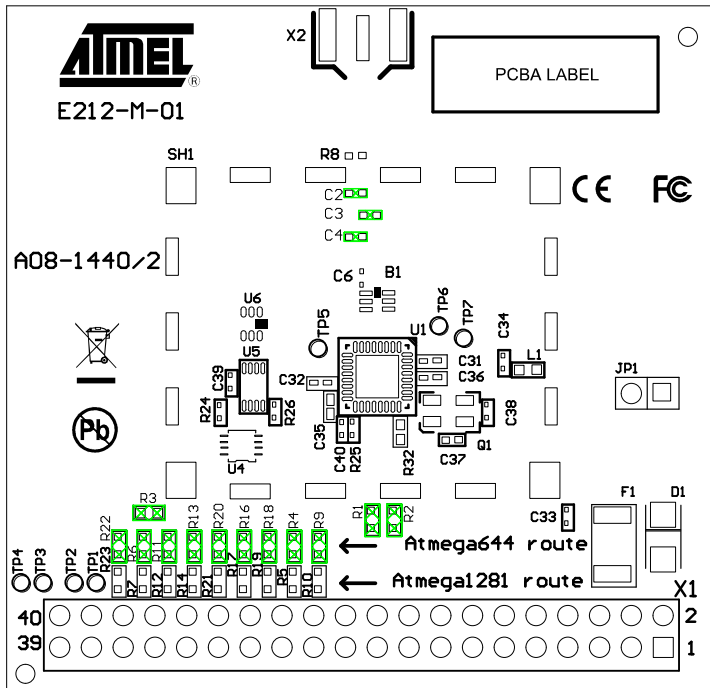 X2
ATMEL ®
PCBA LABEL
E212-M-01
SH1
R8
C2
CE FC
C3
C4
A08-1440/2
C6
B1
U6
TP6
TP7
TP5
U1
C34
U5
C31
L1
C39
C32
C36
JP1
R24
R26
C35
C38
Pb
U4
C40
R25
R32
C37
Q1
R3
R1
R2
C33
F1
D1
R22
R6
R11
R13
R20
R16
R18
R4
R9
Atmega644 route
TP4
TP3
TP2
TP1
R23
R7
R12
R14
R21
R17
R19
R5
R10
Atmega1281 route
X1
40
2
39
1